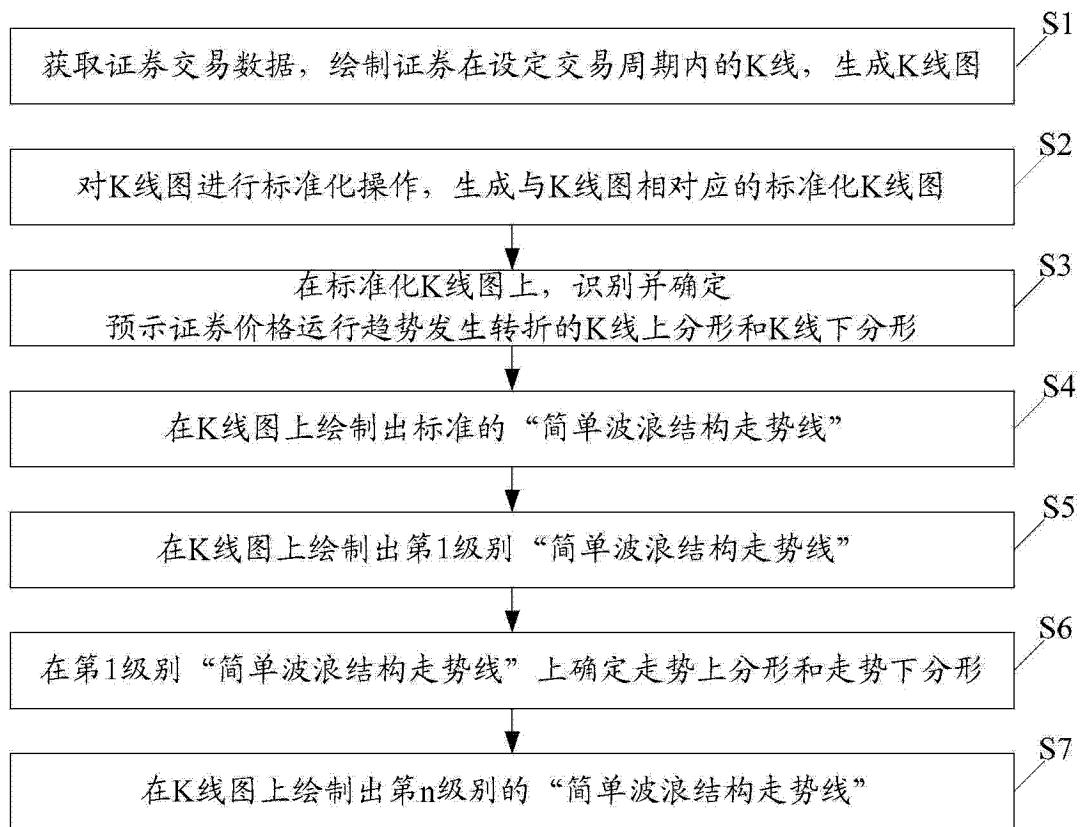 S1
获取证券交易数据，绘制证券在设定交易周期内的K线，生成K线图
S2
对K线图进行标准化操作，生成与K线图相对应的标准化K线图
S3
在标准化K线图上，识别并确定
预示证券价格运行趋势发生转折的K线上分形和K线下分形
S4
在K线图上绘制出标准的“简单波浪结构走势线”
S5
在K线图上绘制出第1级别“简单波浪结构走势线”
S6
在第1级别“简单波浪结构走势线”上确定走势上分形和走势下分形
S7
在K线图上绘制出第n级别的“简单波浪结构走势线”